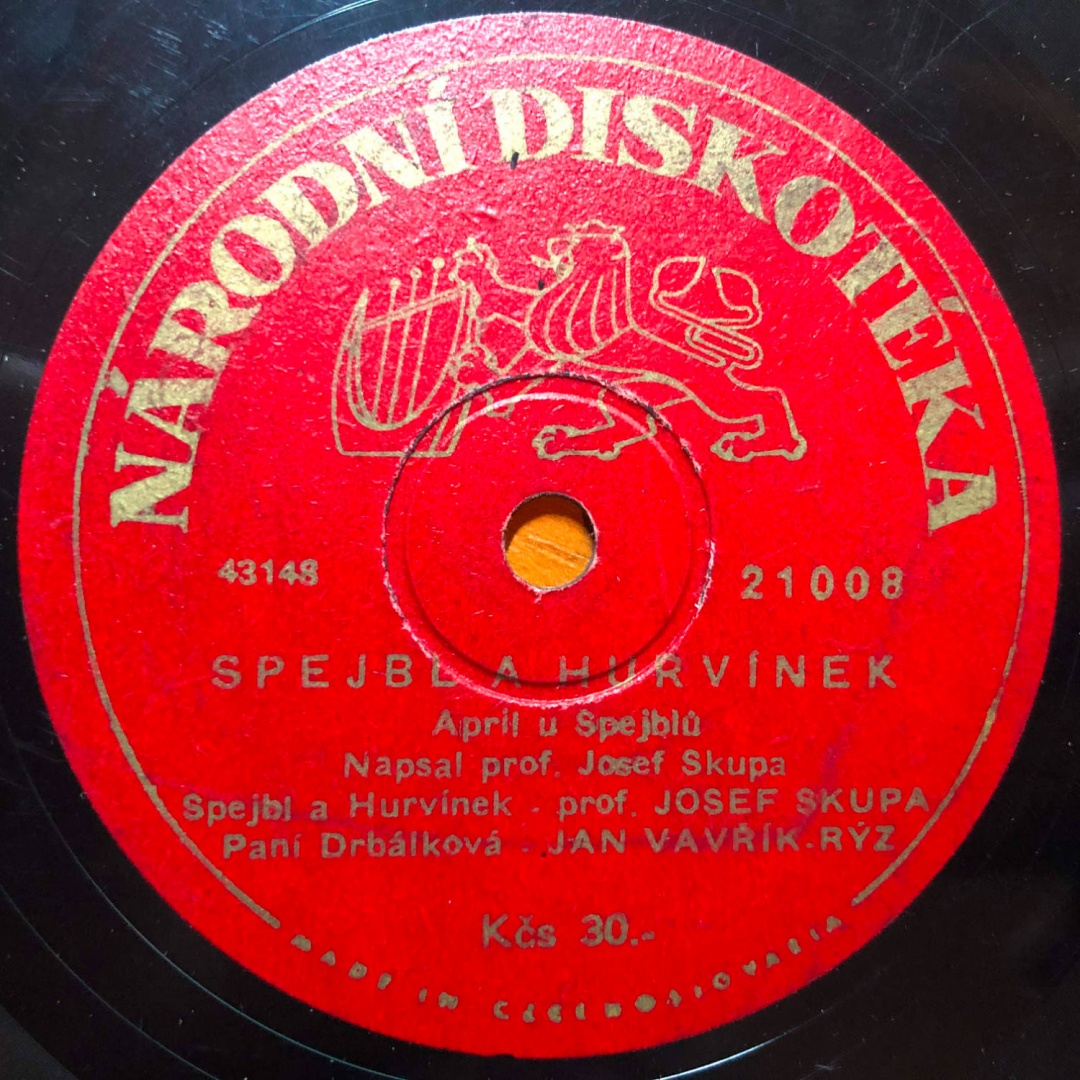 NÁRODNÍ DISKOTÉKA
43148 21008
SPEJBL A HURVÍNEK
April u Spejblů
Napsal prof. Josef Skupa
Spejbl a Hurvínek - prof. JOSEF SKUPA
Paní Drbálková - JAN VAVŘÍK-RÝZ
Kčs 30.-
MADE IN CZECHOSLOVAKIA